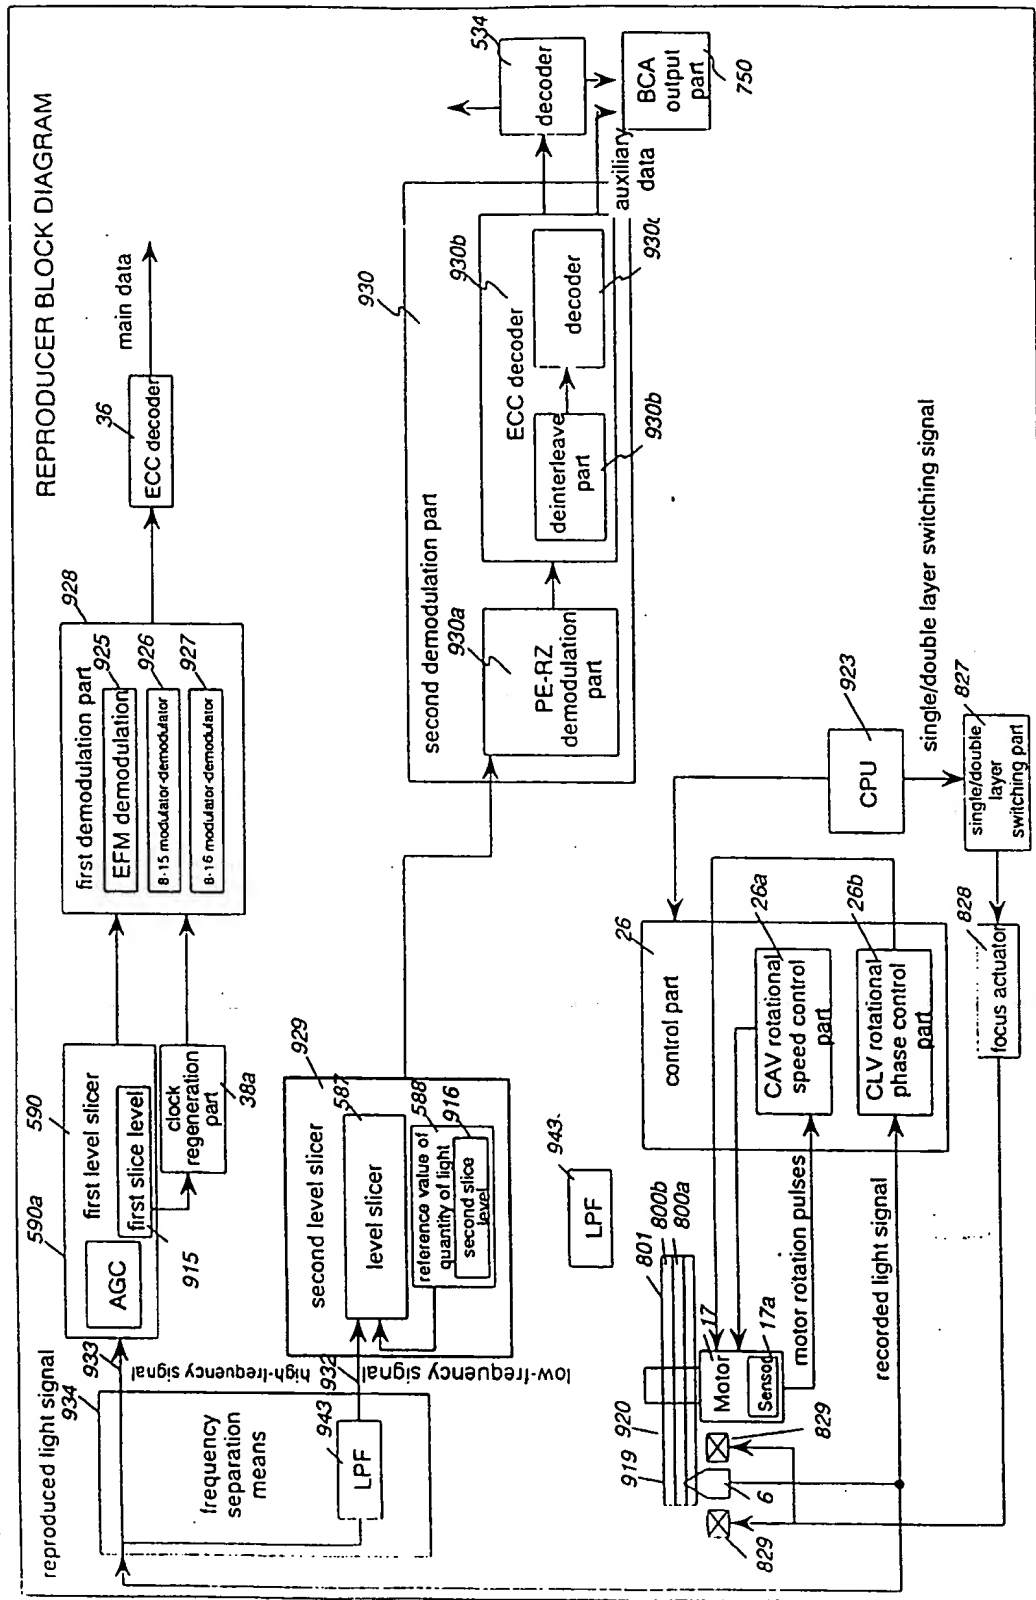 REPRODUCER BLOCK DIAGRAM
reproduced light signal
934
933
high-frequency signal
frequency
separation
means
943
LPF
932
low-frequency signal
590a
590
first level slicer
AGC
first slice level
915
clock
regeneration
part
38a
928
first demodulation part
925
EFM demodulation
926
8-15 modulator-demodulator
927
8-16 modulator-demodulator
36
ECC decoder
main data
929
second level slicer
587
level slicer
588
reference value of
quantity of light
916
second slice
level
second demodulation part
930
930a
PE-RZ
demodulation
part
930b
ECC decoder
deinterleave
part
930b
decoder
930c
auxiliary
data
534
decoder
BCA
output
part
750
943
LPF
919
920
801
800b
800a
17
Motor
17a
Sensor
829
829
6
motor rotation pulses
recorded light signal
26
control part
26a
CAV rotational
speed control
part
26b
CLV rotational
phase control
part
923
CPU
single/double layer switching signal
827
single/double
layer
switching part
828
focus actuator